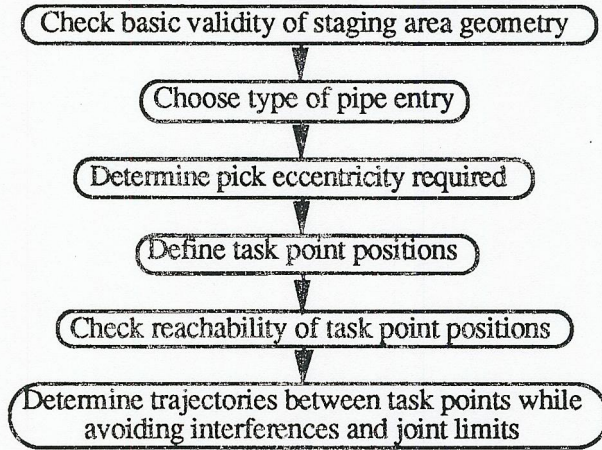 Check basic validity of staging area geometry
Choose type of pipe entry
Determine pick eccentricity required
Define task point positions
Check reachability of task point positions
Determine trajectories between task points while
avoiding interferences and joint limits